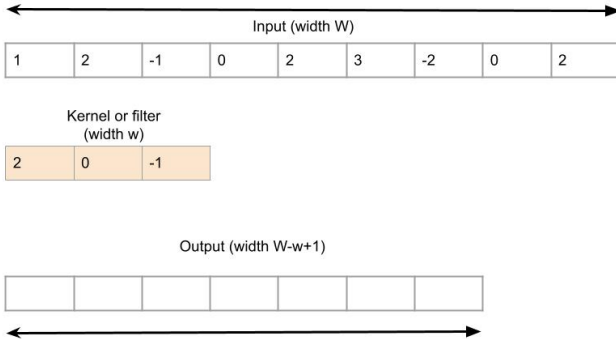 Input (width W)
1 2 -1 0 2 3 -2 0 2
Kernel or filter
(width w)
2 0 -1
Output (width W-w+1)